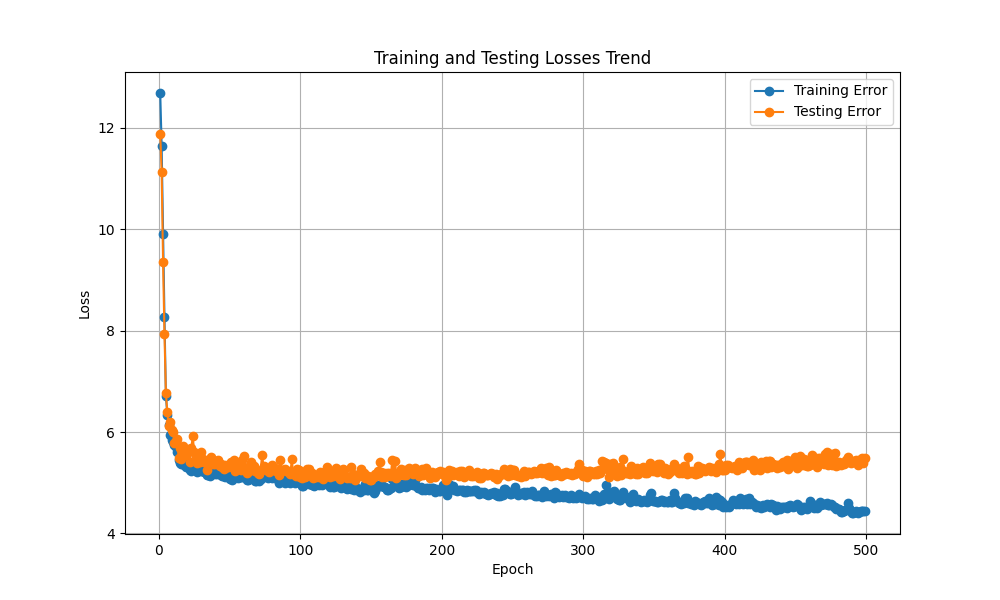 Training and Testing Losses Trend
Training Error
Testing Error
Loss
12
10
8
6
4
0
100
200
300
400
500
Epoch